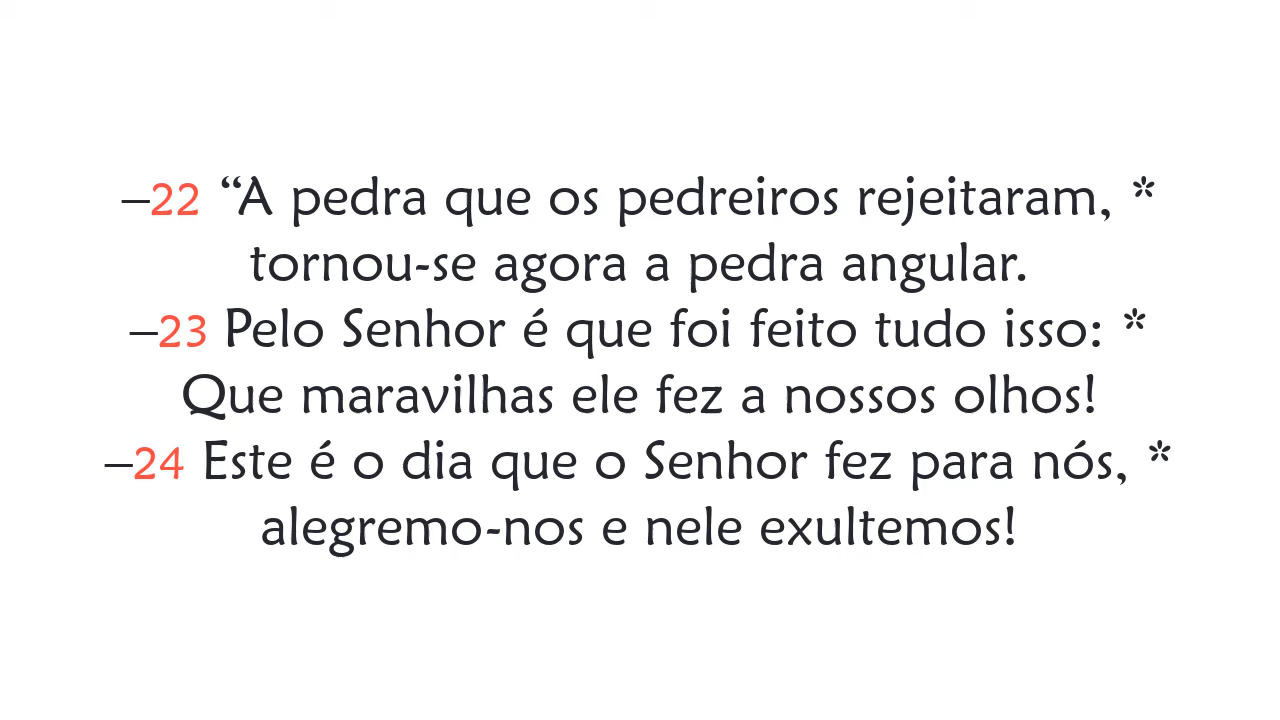 –22 “A pedra que os pedreiros rejeitaram, *
tornou-se agora a pedra angular.
–23 Pelo Senhor é que foi feito tudo isso: *
Que maravilhas ele fez a nossos olhos!
–24 Este é o dia que o Senhor fez para nós, *
alegremo-nos e nele exultemos!